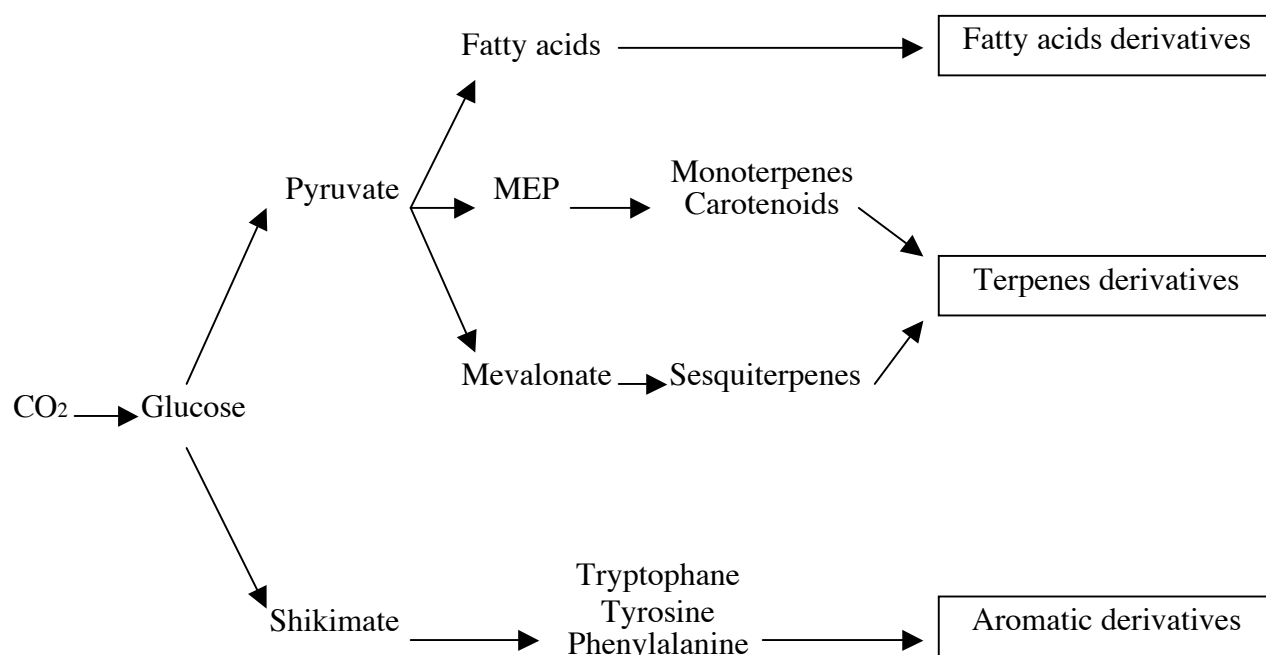 Fatty acids
Fatty acids derivatives
Pyruvate
MEP
Monoterpenes
Carotenoids
Terpenes derivatives
Mevalonate
Sesquiterpenes
CO2
Glucose
Shikimate
Tryptophane
Tyrosine
Phenylalanine
Aromatic derivatives